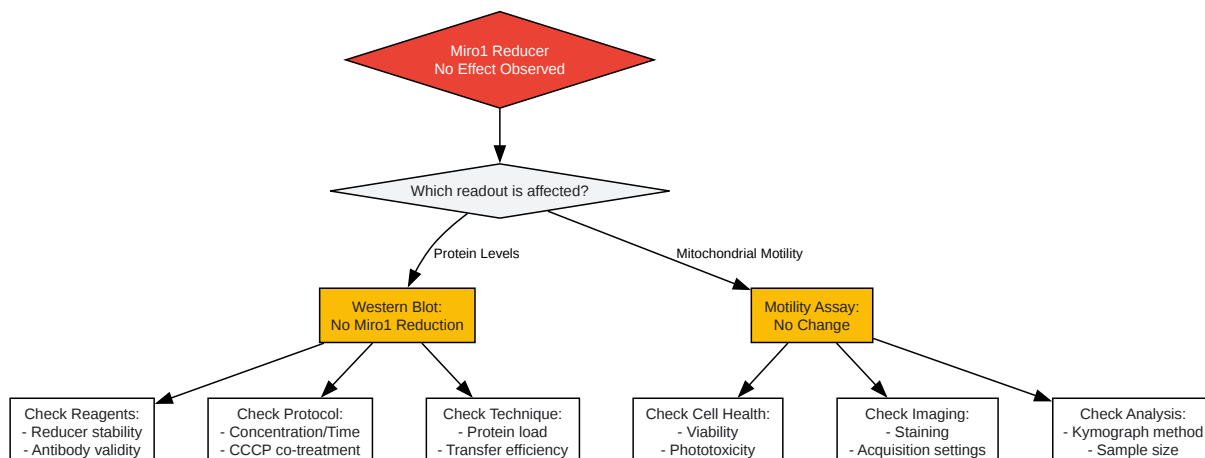 Miro1 Reducer
No Effect Observed
Which readout is affected?
Protein Levels
Mitochondrial Motility
Western Blot:
No Miro1 Reduction
Motility Assay:
No Change
Check Reagents:
- Reducer stability
- Antibody validity
Check Protocol:
- Concentration/Time
- CCCP co-treatment
Check Technique:
- Protein load
- Transfer efficiency
Check Cell Health:
- Viability
- Phototoxicity
Check Imaging:
- Staining
- Acquisition settings
Check Analysis:
- Kymograph method
- Sample size